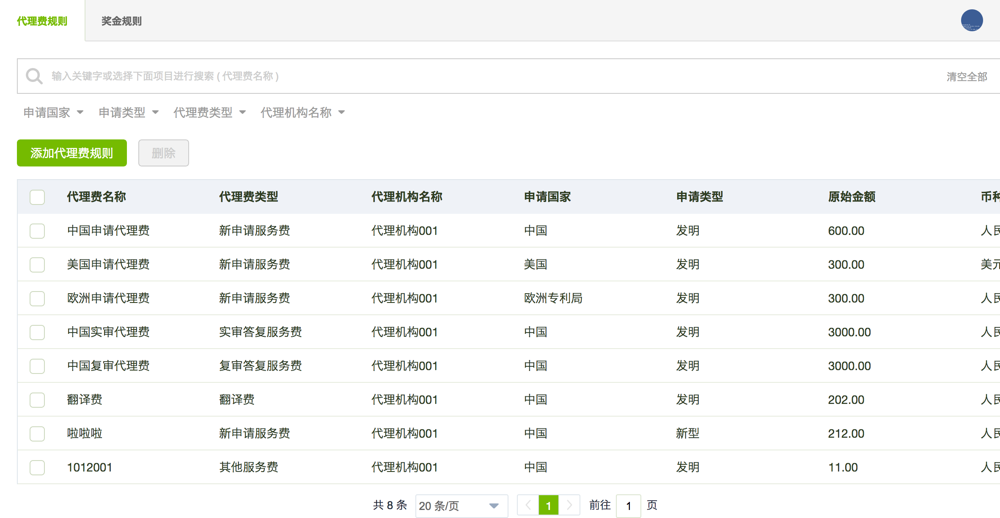 代理费规则 奖金规则
输入关键字或选择下面项目进行搜索 ( 代理费名称 ) 清空全部
申请国家 申请类型 代理费类型 代理机构名称
添加代理费规则 删除
代理费名称 代理费类型 代理机构名称 申请国家 申请类型 原始金额 币种
中国申请代理费 新申请服务费 代理机构001 中国 发明 600.00 人民
美国申请代理费 新申请服务费 代理机构001 美国 发明 300.00 美元
欧洲申请代理费 新申请服务费 代理机构001 欧洲专利局 发明 300.00 人民
中国实审代理费 实审答复服务费 代理机构001 中国 发明 3000.00 人民
中国复审代理费 复审答复服务费 代理机构001 中国 发明 3000.00 人民
翻译费 翻译费 代理机构001 中国 发明 202.00 人民
啦啦啦 新申请服务费 代理机构001 中国 新型 212.00 人民
1012001 其他服务费 代理机构001 中国 发明 11.00 人民
共 8 条 20 条/页 1 前往 1 页